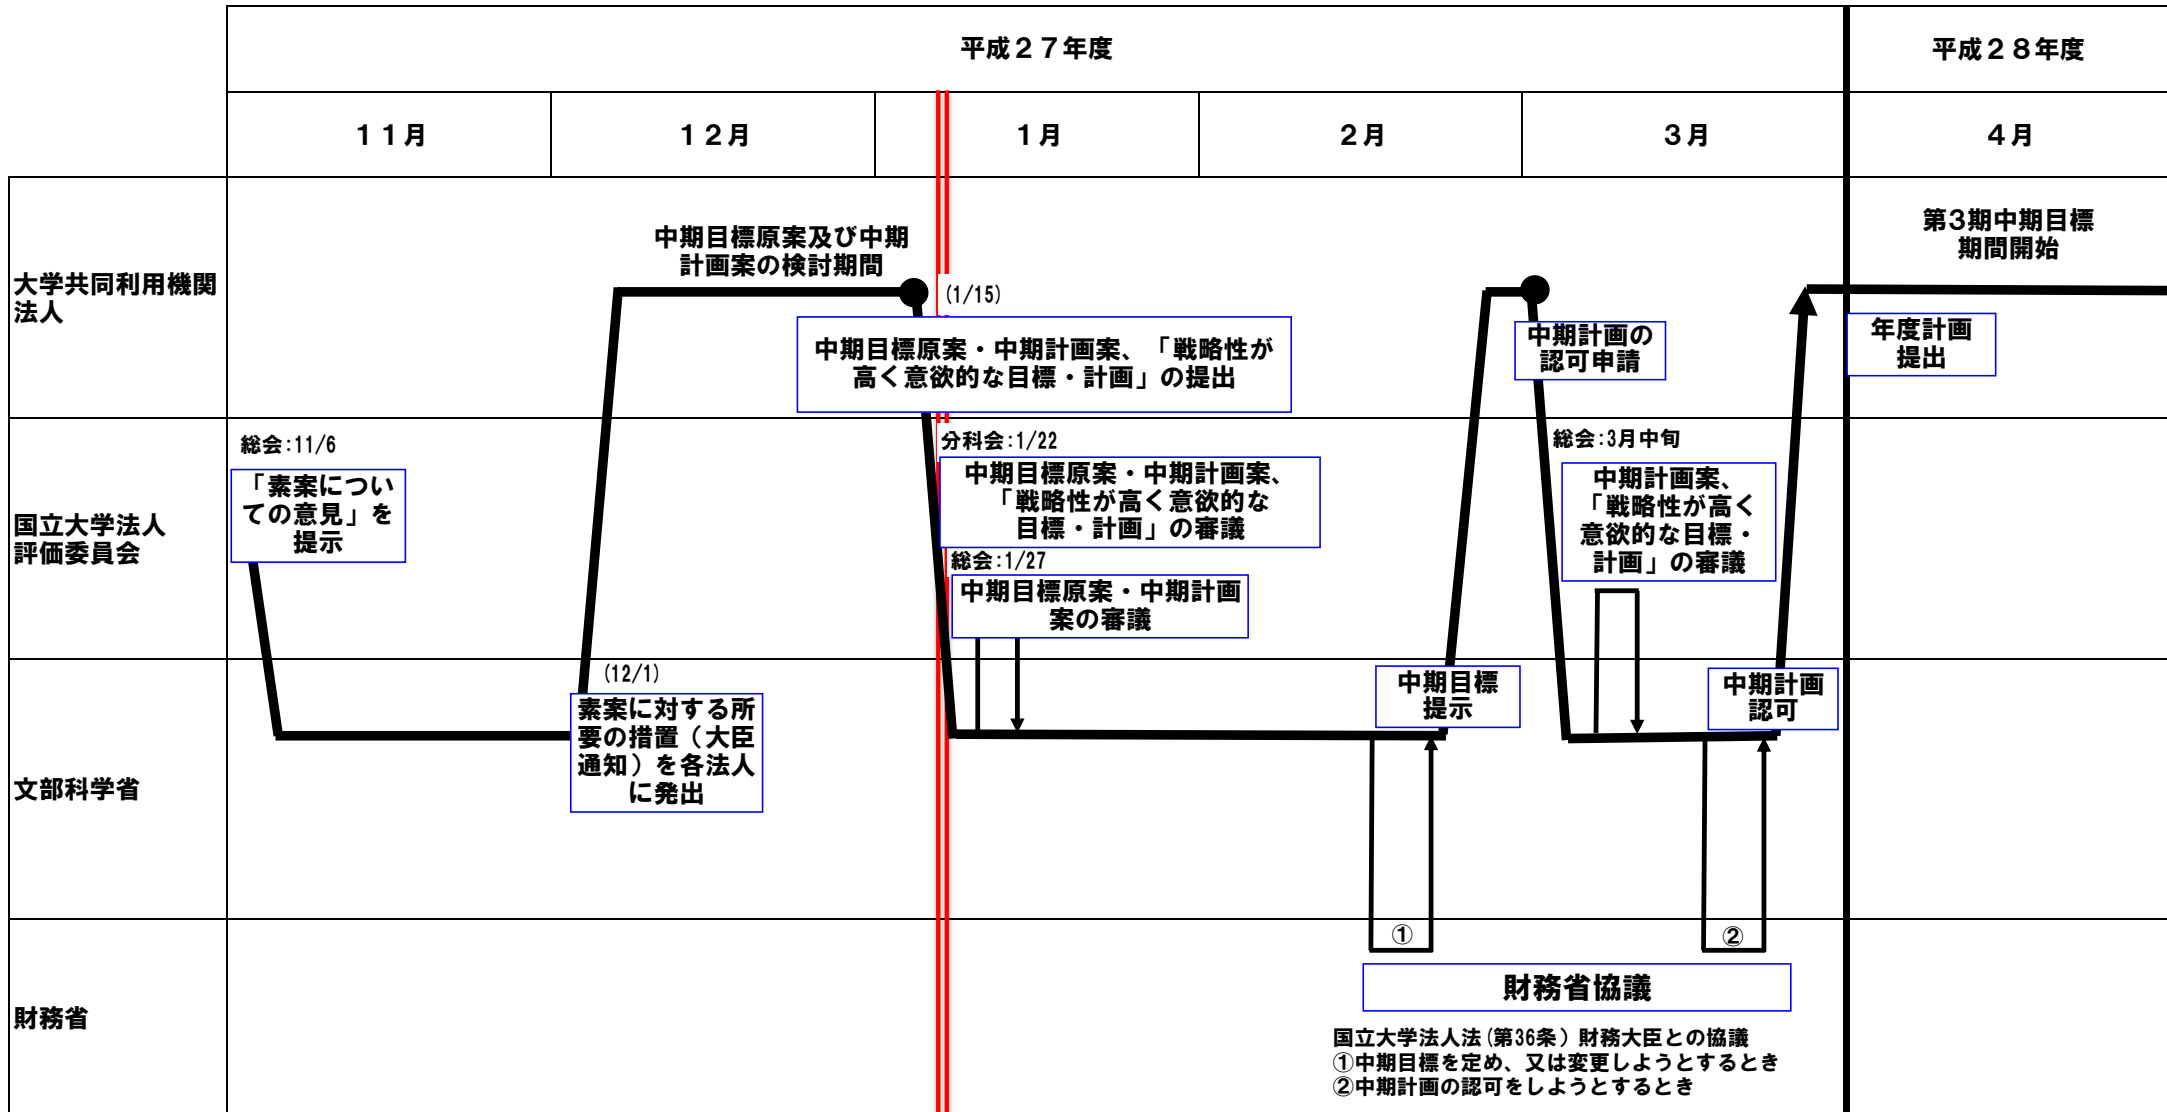 平成２７年度
平成２８年度
１１月
１２月
１月
２月
３月
４月
大学共同利用機関
法人
中期目標原案及び中期
計画案の検討期間
(1/15)
中期目標原案・中期計画案、「戦略性が
高く意欲的な目標・計画」の提出
中期計画の
認可申請
第3期中期目標
期間開始
年度計画
提出
国立大学法人
評価委員会
総会:11/6
「素案につい
ての意見」を
提示
分科会:1/22
中期目標原案・中期計画案、
「戦略性が高く意欲的な
目標・計画」の審議
総会:1/27
中期目標原案・中期計画
案の審議
総会:3月中旬
中期計画案、
「戦略性が高く
意欲的な目標・
計画」の審議
文部科学省
(12/1)
素案に対する所
要の措置（大臣
通知）を各法人
に発出
中期目標
提示
中期計画
認可
財務省
①
②
財務省協議
国立大学法人法(第36条）財務大臣との協議
①中期目標を定め、又は変更しようとするとき
②中期計画の認可をしようとするとき